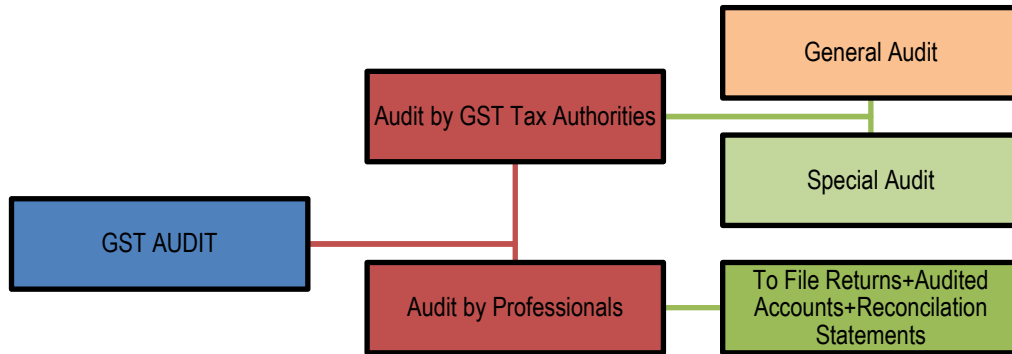 General Audit
Audit by GST Tax Authorities
Special Audit
GST AUDIT
Audit by Professionals
To File Returns+Audited
Accounts+Reconcilation
Statements